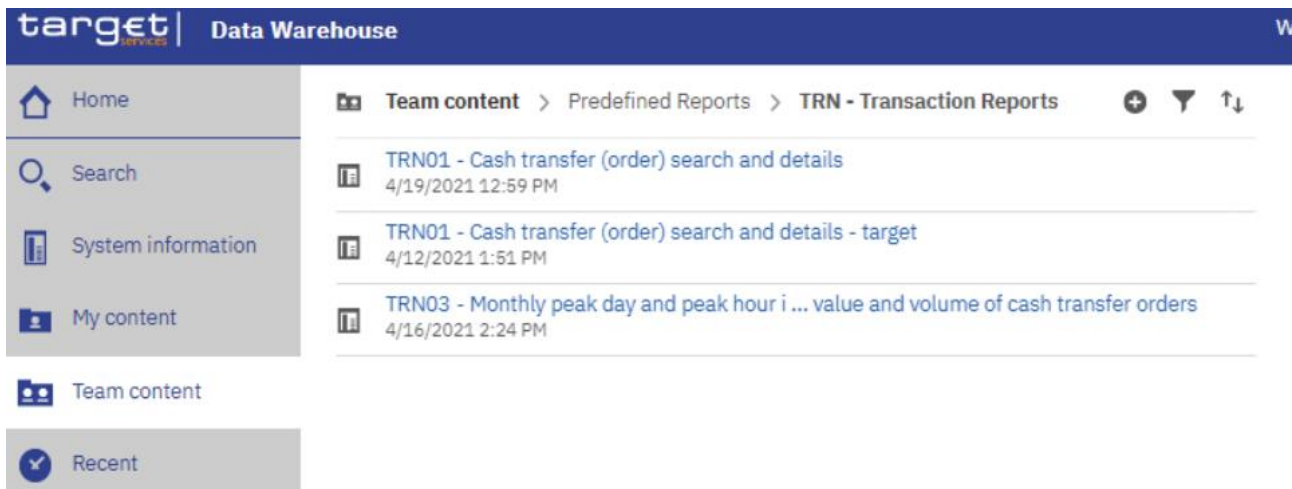 target services | Data Warehouse
W
Home
Search
System information
My content
Team content
Recent
Team content > Predefined Reports > TRN - Transaction Reports
TRN01 - Cash transfer (order) search and details
4/19/2021 12:59 PM
TRN01 - Cash transfer (order) search and details - target
4/12/2021 1:51 PM
TRN03 - Monthly peak day and peak hour i ... value and volume of cash transfer orders
4/16/2021 2:24 PM